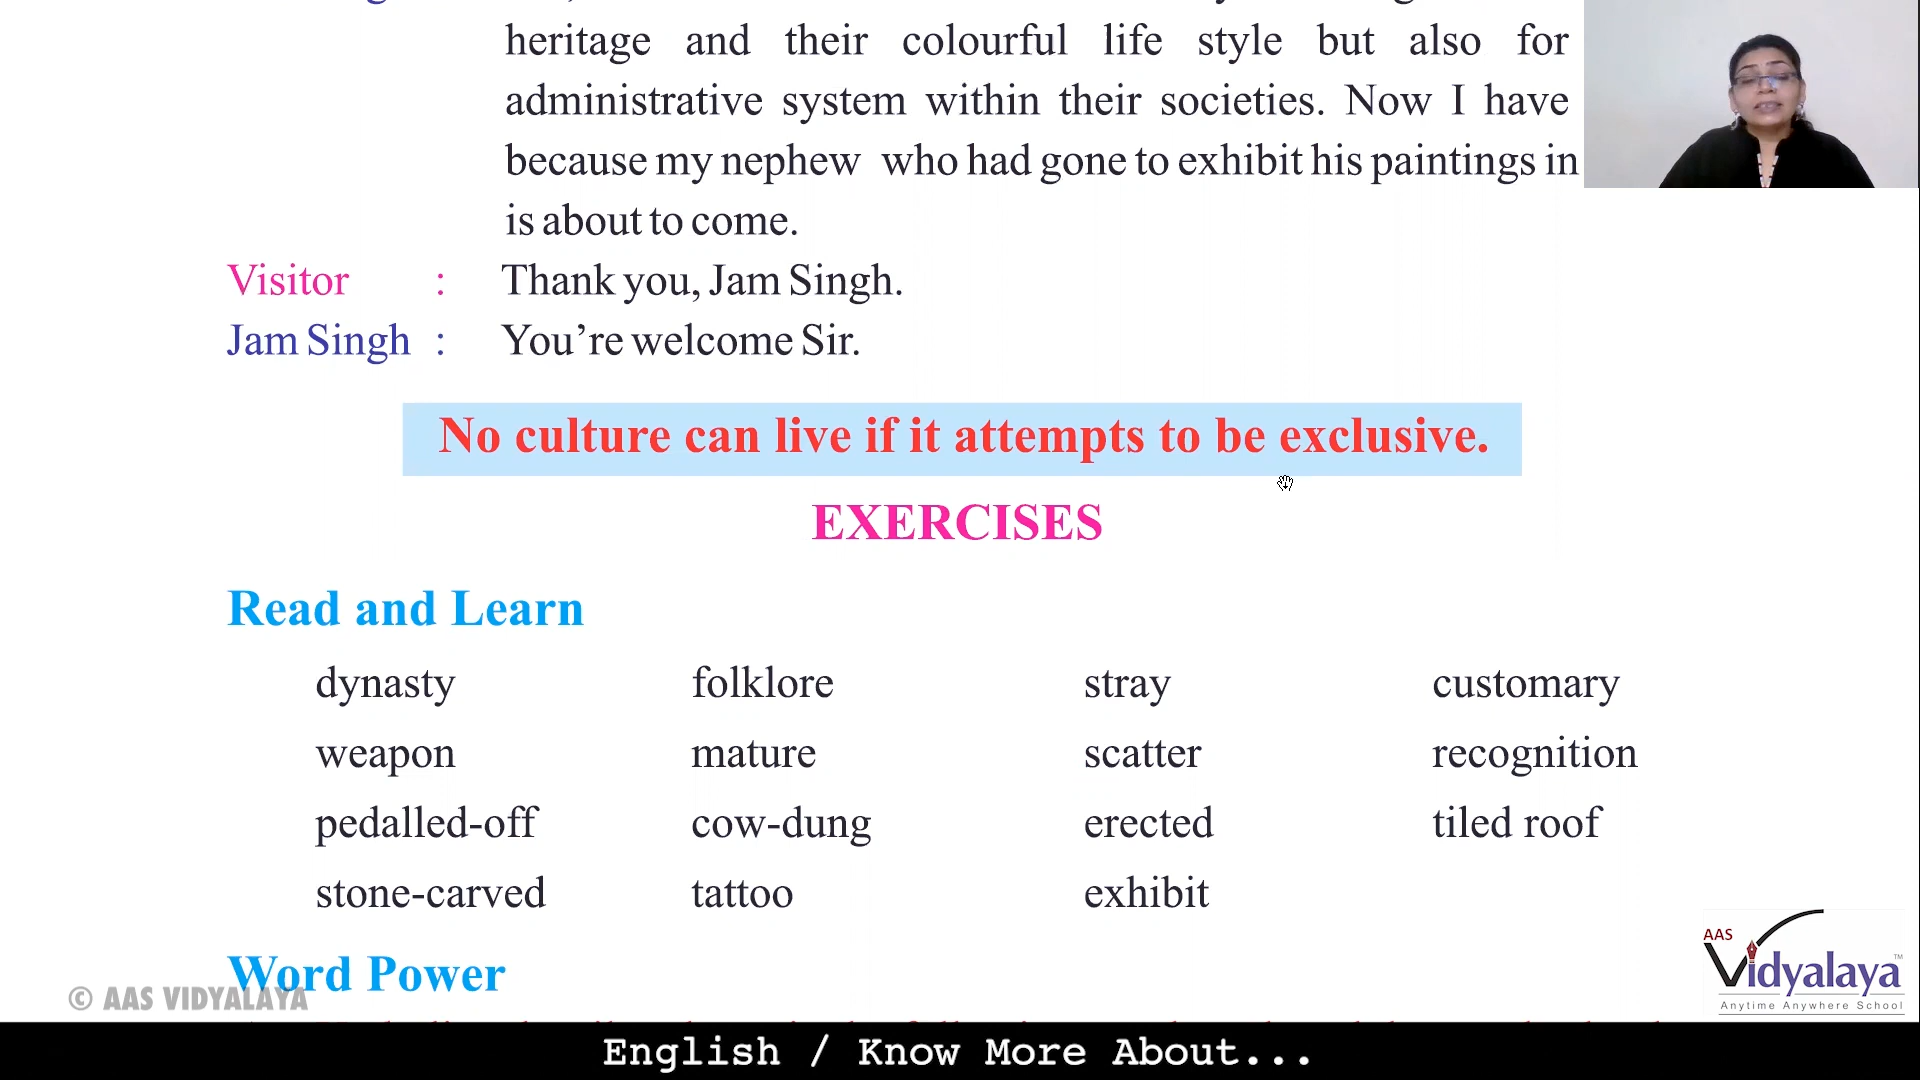 heritage and their colourful life style but also for
administrative system within their societies. Now I have
because my nephew who had gone to exhibit his paintings in
is about to come.
Visitor : Thank you, Jam Singh.
Jam Singh : You're welcome Sir.
No culture can live if it attempts to be exclusive.
EXERCISES
Read and Learn
dynasty folklore stray customary
weapon mature scatter recognition
pedalled-off cow-dung erected tiled roof
stone-carved tattoo exhibit
Word Power
© AAS VIDYALAYA
AAS
Vidyalaya™
Anytime Anywhere School
English / Know More About...